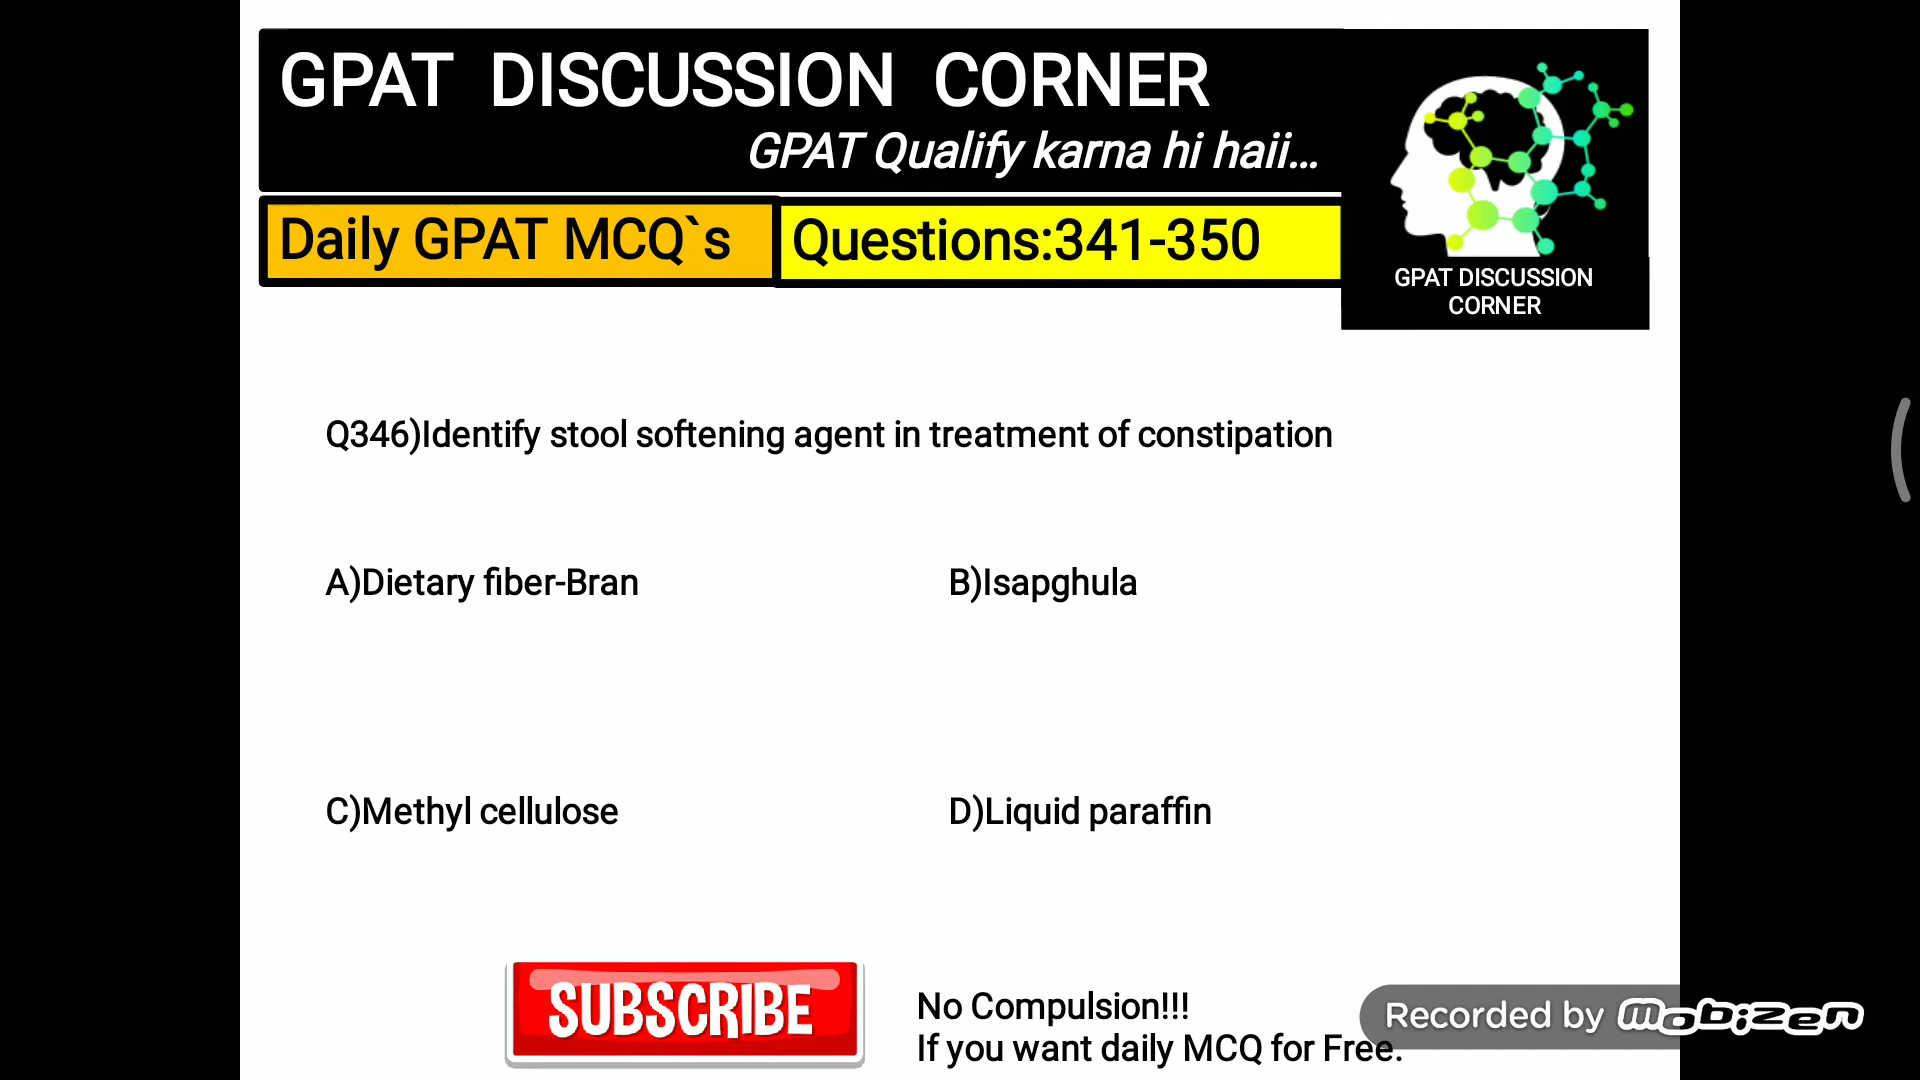 GPAT DISCUSSION CORNER
GPAT Qualify karna hi haii...
Daily GPAT MCQ`s
Questions:341-350
GPAT DISCUSSION
CORNER
Q346)Identify stool softening agent in treatment of constipation
A)Dietary fiber-Bran
B)Isapghula
C)Methyl cellulose
D)Liquid paraffin
SUBSCRIBE
No Compulsion!!!
If you want daily MCQ for Free.
Recorded by mobizen